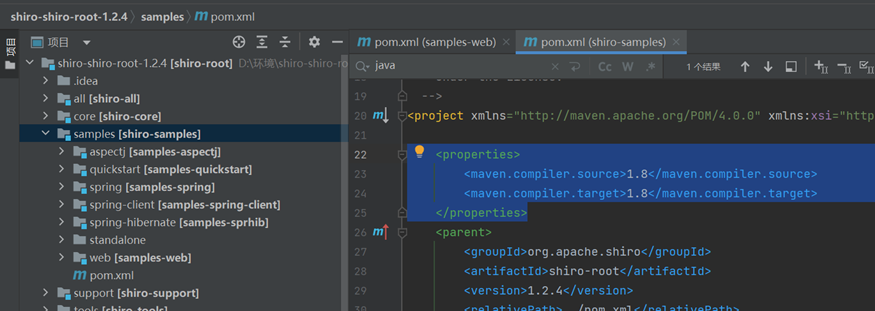 shiro-shiro-root-1.2.4 › samples › pom.xml
项目
项目
shiro-shiro-root-1.2.4 [shiro-root] D:\环境\shiro-shiro-ro
.idea
all [shiro-all]
core [shiro-core]
samples [shiro-samples]
aspectj [samples-aspectj]
quickstart [samples-quickstart]
spring [samples-spring]
spring-client [samples-spring-client]
spring-hibernate [samples-sprhib]
standalone
web [samples-web]
pom.xml
support [shiro-support]
tools [shiro-tools]
pom.xml (samples-web) pom.xml (shiro-samples)
java Cc W .* 1 个结果
19 -->
20 <project xmlns="http://maven.apache.org/POM/4.0.0" xmlns:xsi="http
21
22 <properties>
23 <maven.compiler.source>1.8</maven.compiler.source>
24 <maven.compiler.target>1.8</maven.compiler.target>
25 </properties>
26 <parent>
27 <groupId>org.apache.shiro</groupId>
28 <artifactId>shiro-root</artifactId>
29 <version>1.2.4</version>
30 <relativePath>../pom.xml</relativePath>